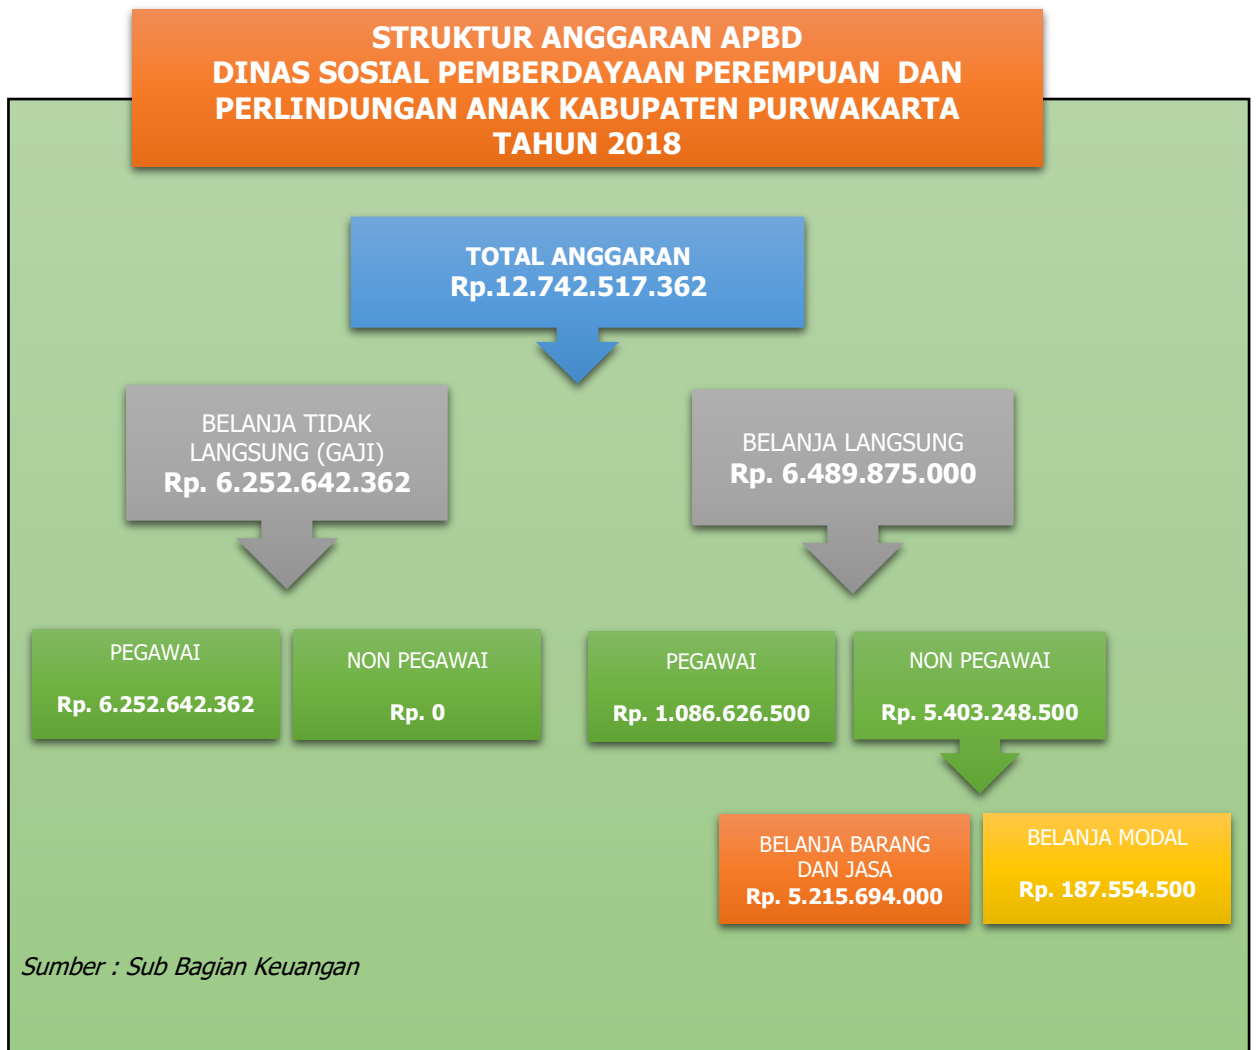 STRUKTUR ANGGARAN APBD
DINAS SOSIAL PEMBERDAYAAN PEREMPUAN DAN
PERLINDUNGAN ANAK KABUPATEN PURWAKARTA
TAHUN 2018
TOTAL ANGGARAN
Rp.12.742.517.362
BELANJA TIDAK
LANGSUNG (GAJI)
Rp. 6.252.642.362
BELANJA LANGSUNG
Rp. 6.489.875.000
PEGAWAI
Rp. 6.252.642.362
NON PEGAWAI
Rp. 0
PEGAWAI
Rp. 1.086.626.500
NON PEGAWAI
Rp. 5.403.248.500
BELANJA BARANG
DAN JASA
Rp. 5.215.694.000
BELANJA MODAL
Rp. 187.554.500
Sumber : Sub Bagian Keuangan